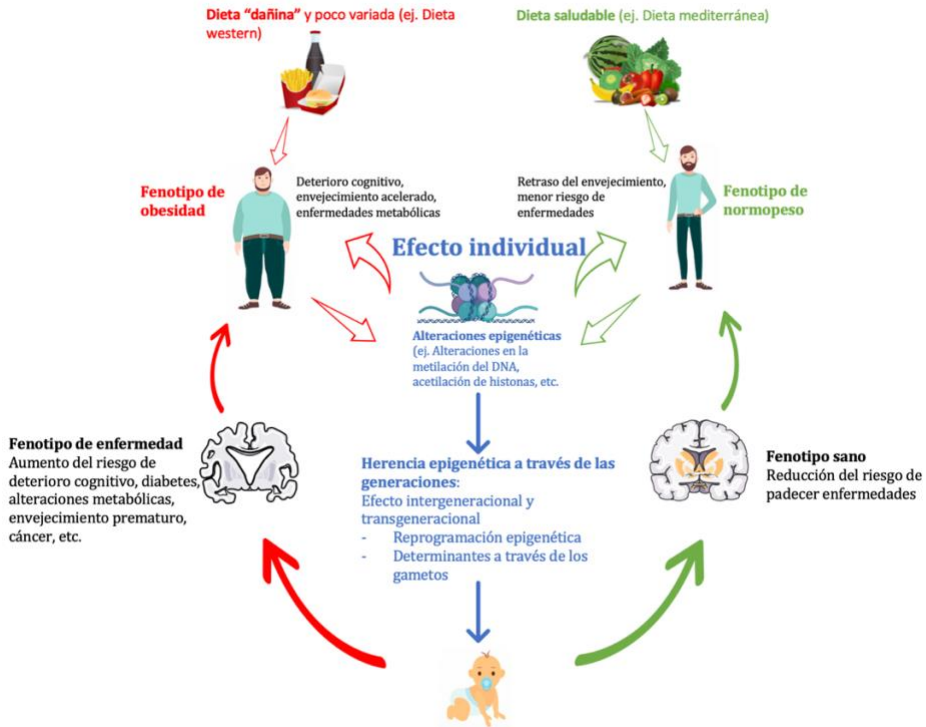 Dieta “dañina” y poco variada (ej. Dieta
western)
Dieta saludable (ej. Dieta mediterránea)
Fenotipo de
obesidad
Deterioro cognitivo,
envejecimiento acelerado,
enfermedades metabólicas
Retraso del envejecimiento,
menor riesgo de
enfermedades
Fenotipo de
normopeso
Efecto individual
Alteraciones epigenéticas
(ej. Alteraciones en la
metilación del DNA,
acetilación de histonas, etc.
Fenotipo de enfermedad
Aumento del riesgo de
deterioro cognitivo, diabetes,
alteraciones metabólicas,
envejecimiento prematuro,
cáncer, etc.
Herencia epigenética a través de las
generaciones:
Efecto intergeneracional y
transgeneracional
- Reprogramación epigenética
- Determinantes a través de los
gametos
Fenotipo sano
Reducción del riesgo de
padecer enfermedades